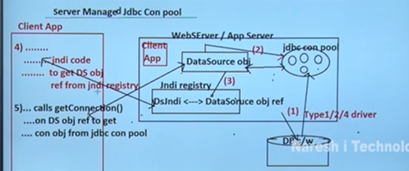 Server Managed Jdbc Con pool
Client App
WebSErver / App Server
4) ........
........ jndi code
........ to get DS obj
ref from jndi registry
5)... calls getConnection()
....on DS obj ref to get
.... con obj from jdbc con pool
Client
App
(2)
jdbc con pool
DataSource obj
(3)
Jndi registry
DsJndi <---> DataSoruce obj ref
(1)
Type1/2/4 driver
Naresh i Technolo